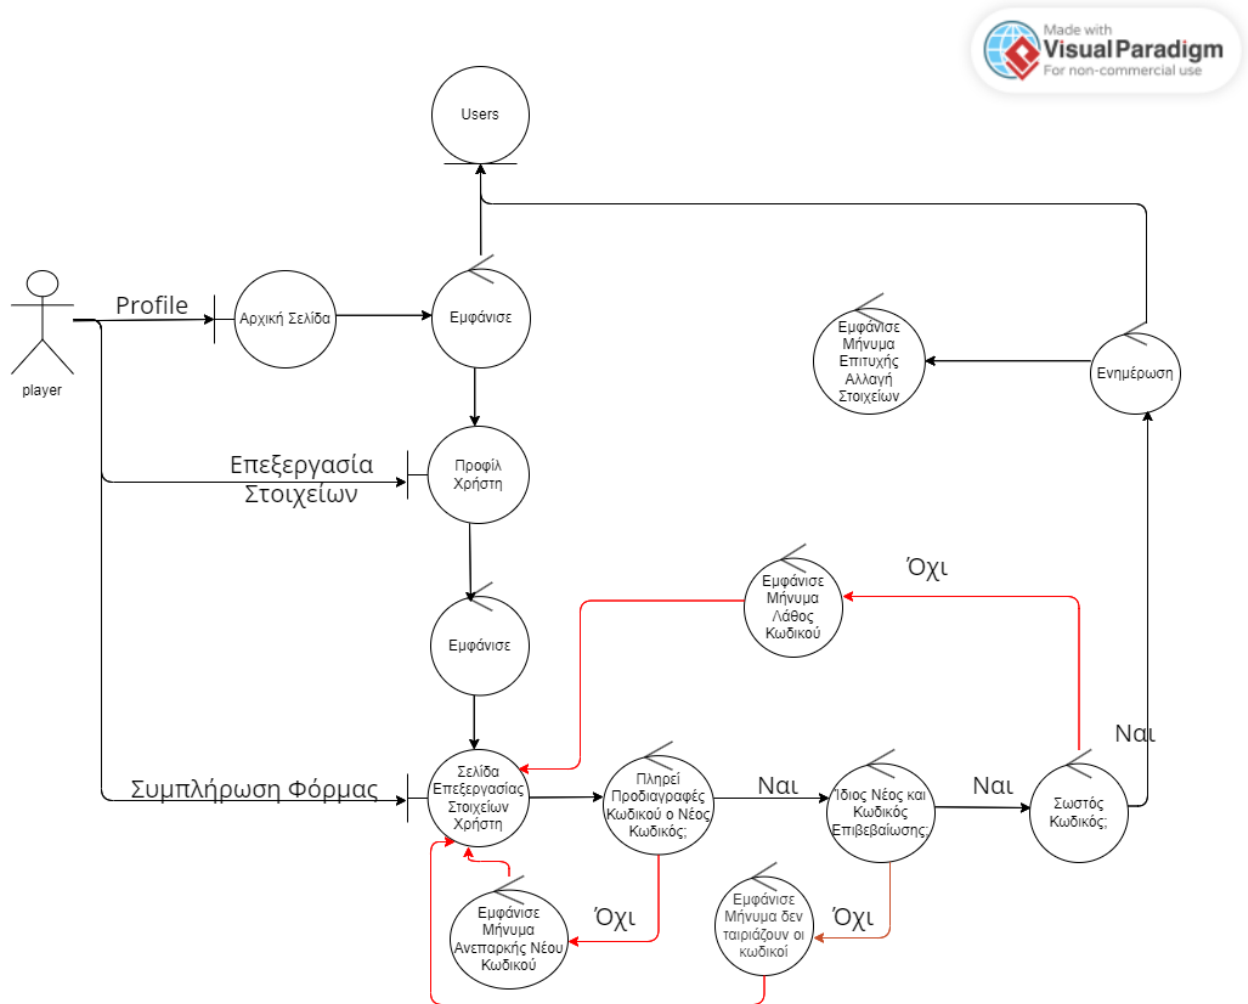 Made with
Visual Paradigm
For non-commercial use
Users
Profile
Αρχική Σελίδα
Εμφάνισε
player
Εμφάνισε
Μήνυμα
Επιτυχής
Αλλαγή
Στοιχείων
Ενημέρωση
Επεξεργασία
Στοιχείων
Προφίλ
Χρήστη
Εμφάνισε
Εμφάνισε
Μήνυμα
Λάθος
Κωδικού
Όχι
Ναι
Συμπλήρωση Φόρμας
Σελίδα
Επεξεργασίας
Στοιχείων
Χρήστη
Πληρεί
Προδιαγραφές
Κωδικού ο Νέος
Κωδικός;
Ναι
Ίδιος Νέος και
Κωδικός
Επιβεβαίωσης;
Ναι
Σωστός
Κωδικός;
Εμφάνισε
Μήνυμα
Ανεπαρκής Νέου
Κωδικού
Όχι
Εμφάνισε
Μήνυμα δεν
ταιριάζουν οι
κωδικοί
Όχι